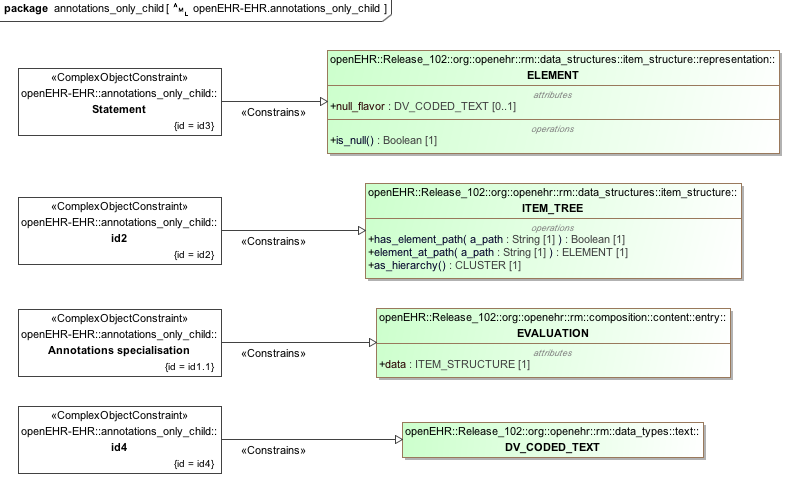 package annotations_only_child [ AML openEHR-EHR.annotations_only_child ]
«ComplexObjectConstraint»
openEHR-EHR::annotations_only_child::
Statement
{id = id3}
«Constrains»
openEHR::Release_102::org::openehr::rm::data_structures::item_structure::representation::
ELEMENT
attributes
+null_flavor : DV_CODED_TEXT [0..1]
operations
+is_null() : Boolean [1]
«ComplexObjectConstraint»
openEHR-EHR::annotations_only_child::
id2
{id = id2}
«Constrains»
openEHR::Release_102::org::openehr::rm::data_structures::item_structure::
ITEM_TREE
operations
+has_element_path( a_path : String [1] ) : Boolean [1]
+element_at_path( a_path : String [1] ) : ELEMENT [1]
+as_hierarchy() : CLUSTER [1]
«ComplexObjectConstraint»
openEHR-EHR::annotations_only_child::
Annotations specialisation
{id = id1.1}
«Constrains»
openEHR::Release_102::org::openehr::rm::composition::content::entry::
EVALUATION
attributes
+data : ITEM_STRUCTURE [1]
«ComplexObjectConstraint»
openEHR-EHR::annotations_only_child::
id4
{id = id4}
«Constrains»
openEHR::Release_102::org::openehr::rm::data_types::text::
DV_CODED_TEXT